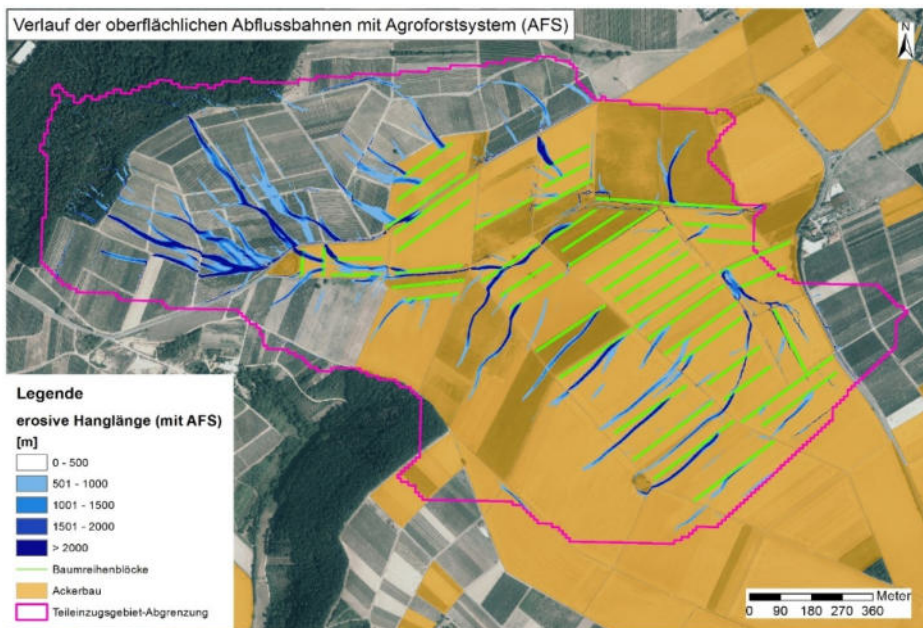 Verlauf der oberflächlichen Abflussbahnen mit Agroforstsystem (AFS)
N
Legende
erosive Hanglänge (mit AFS)
[m]
0 - 500
501 - 1000
1001 - 1500
1501 - 2000
> 2000
Baumreihenblöcke
Ackerbau
Teileinzugsgebiet-Abgrenzung
Meter
0 90 180 270 360